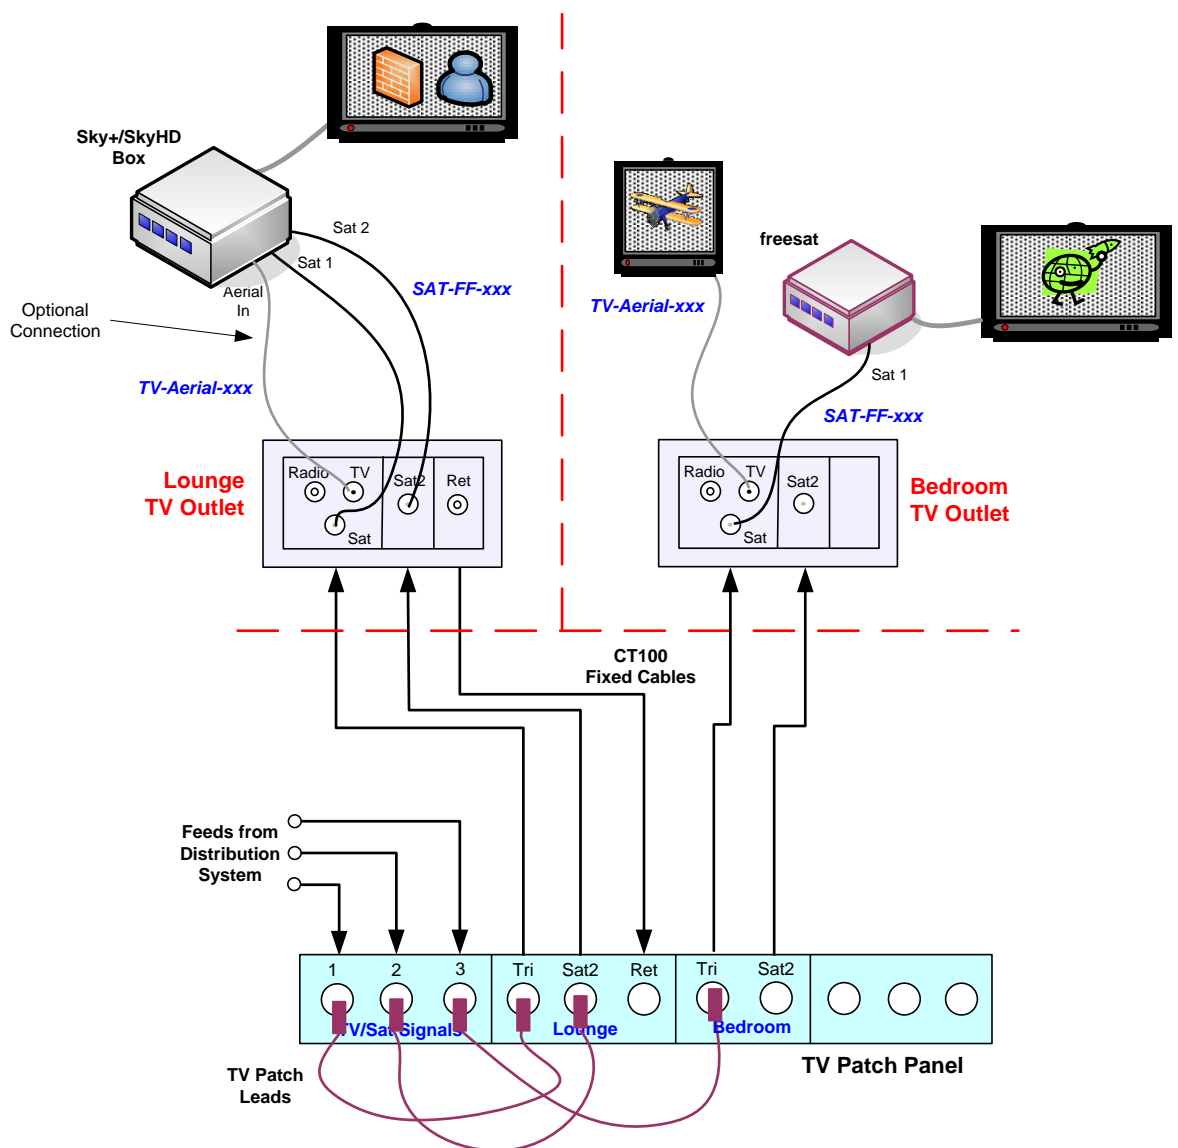 Sky+/SkyHD
Box
Sat 2
Sat 1
Aerial
In
SAT-FF-xxx
Optional
Connection
TV-Aerial-xxx
freesat
TV-Aerial-xxx
Sat 1
SAT-FF-xxx
Lounge
TV Outlet
Radio TV
Sat2
Ret
Sat
Radio TV
Sat2
Sat
Bedroom
TV Outlet
CT100
Fixed Cables
Feeds from
Distribution
System
1 2 3 Tri Sat2 Ret Tri Sat2
TV/Sat Signals Lounge Bedroom
TV Patch Panel
TV Patch
Leads